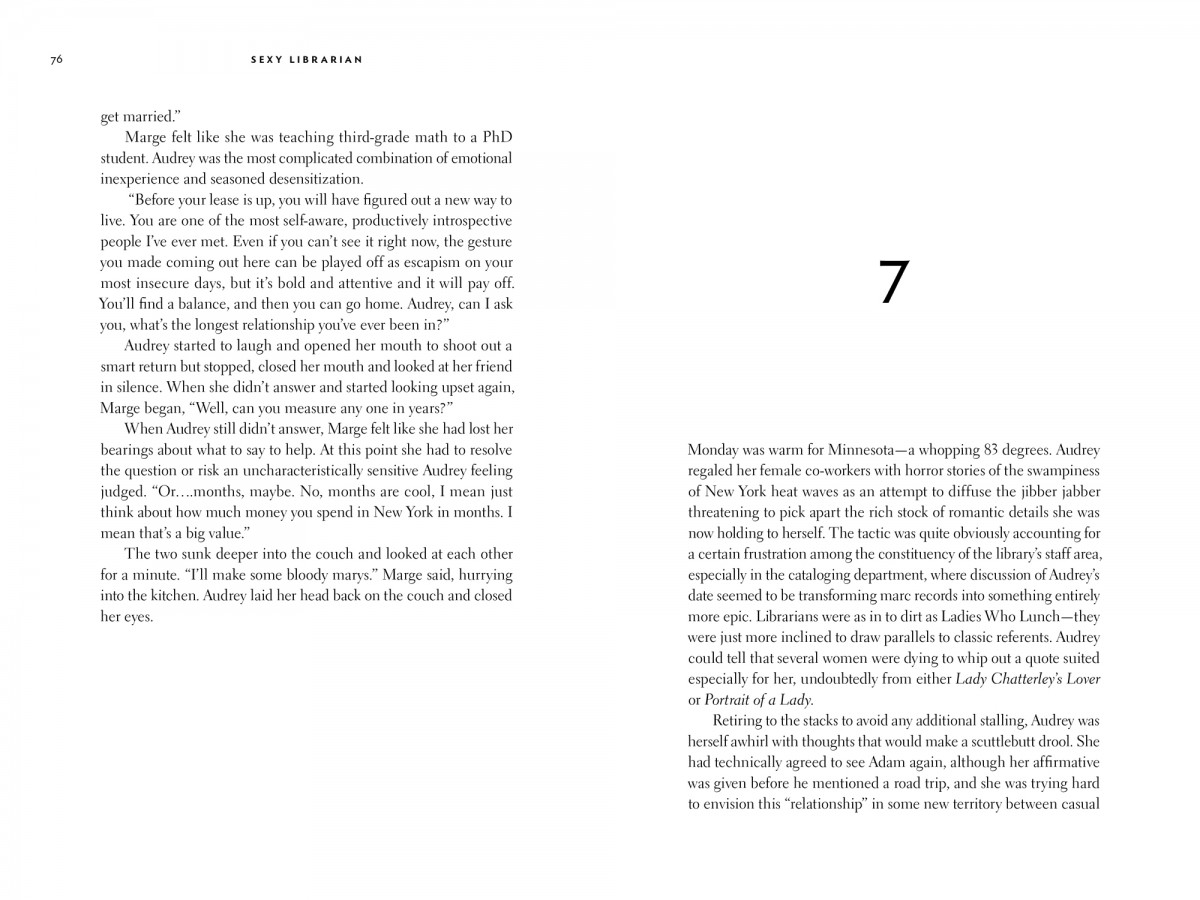 76
SEXY LIBRARIAN
get married.”
Marge felt like she was teaching third-grade math to a PhD
student. Audrey was the most complicated combination of emotional
inexperience and seasoned desensitization.
“Before your lease is up, you will have figured out a new way to
live. You are one of the most self-aware, productively introspective
people I’ve ever met. Even if you can’t see it right now, the gesture
you made coming out here can be played off as escapism on your
most insecure days, but it’s bold and attentive and it will pay off.
You’ll find a balance, and then you can go home. Audrey, can I ask
you, what’s the longest relationship you’ve ever been in?”
Audrey started to laugh and opened her mouth to shoot out a
smart return but stopped, closed her mouth and looked at her friend
in silence. When she didn’t answer and started looking upset again,
Marge began, “Well, can you measure any one in years?”
When Audrey still didn’t answer, Marge felt like she had lost her
bearings about what to say to help. At this point she had to resolve
the question or risk an uncharacteristically sensitive Audrey feeling
judged. “Or….months, maybe. No, months are cool, I mean just
think about how much money you spend in New York in months. I
mean that’s a big value.”
The two sunk deeper into the couch and looked at each other
for a minute. “I’ll make some bloody marys.” Marge said, hurrying
into the kitchen. Audrey laid her head back on the couch and closed
her eyes.
7
Monday was warm for Minnesota—a whopping 83 degrees. Audrey
regaled her female co-workers with horror stories of the swampiness
of New York heat waves as an attempt to diffuse the jibber jabber
threatening to pick apart the rich stock of romantic details she was
now holding to herself. The tactic was quite obviously accounting for
a certain frustration among the constituency of the library’s staff area,
especially in the cataloging department, where discussion of Audrey’s
date seemed to be transforming marc records into something entirely
more epic. Librarians were as in to dirt as Ladies Who Lunch—they
were just more inclined to draw parallels to classic referents. Audrey
could tell that several women were dying to whip out a quote suited
especially for her, undoubtedly from either Lady Chatterley’s Lover
or Portrait of a Lady.
Retiring to the stacks to avoid any additional stalling, Audrey was
herself awhirl with thoughts that would make a scuttlebutt drool. She
had technically agreed to see Adam again, although her affirmative
was given before he mentioned a road trip, and she was trying hard
to envision this “relationship” in some new territory between casual